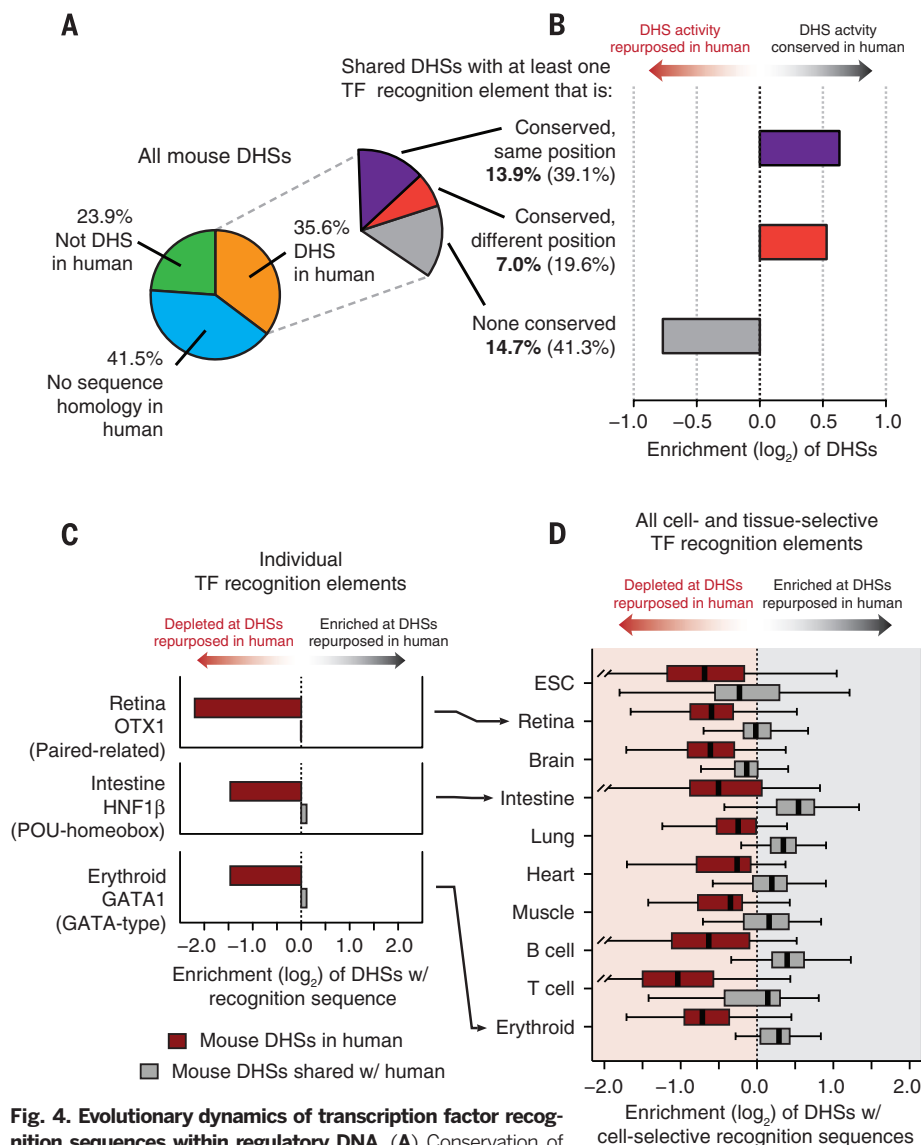 A
B
DHS activity
repurposed in human
DHS activity
conserved in human
Shared DHSs with at least one
TF recognition element that is:
All mouse DHSs
23.9%
Not DHS
in human
35.6%
DHS
in human
41.5%
No sequence
homology in
human
Conserved,
same position
13.9% (39.1%)
Conserved,
different position
7.0% (19.6%)
None conserved
14.7% (41.3%)
−1.0 −0.5 0.0 0.5 1.0
Enrichment (log2) of DHSs
C
Individual
TF recognition elements
Depleted at DHSs
repurposed in human
Enriched at DHSs
repurposed in human
Retina
OTX1
(Paired-related)
Intestine
HNF1β
(POU-homeobox)
Erythroid
GATA1
(GATA-type)
−2.0 −1.0 0.0 1.0 2.0
Enrichment (log2) of DHSs w/
recognition sequence
Mouse DHSs in human
Mouse DHSs shared w/ human
D
All cell- and tissue-selective
TF recognition elements
Depleted at DHSs
repurposed in human
Enriched at DHSs
repurposed in human
ESC
Retina
Brain
Intestine
Lung
Heart
Muscle
B cell
T cell
Erythroid
−2.0 −1.0 0.0 1.0 2.0
Enrichment (log2) of DHSs w/
cell-selective recognition sequences
Fig. 4. Evolutionary dynamics of transcription factor recog-
nition sequences within regulatory DNA. (A) Conservation of